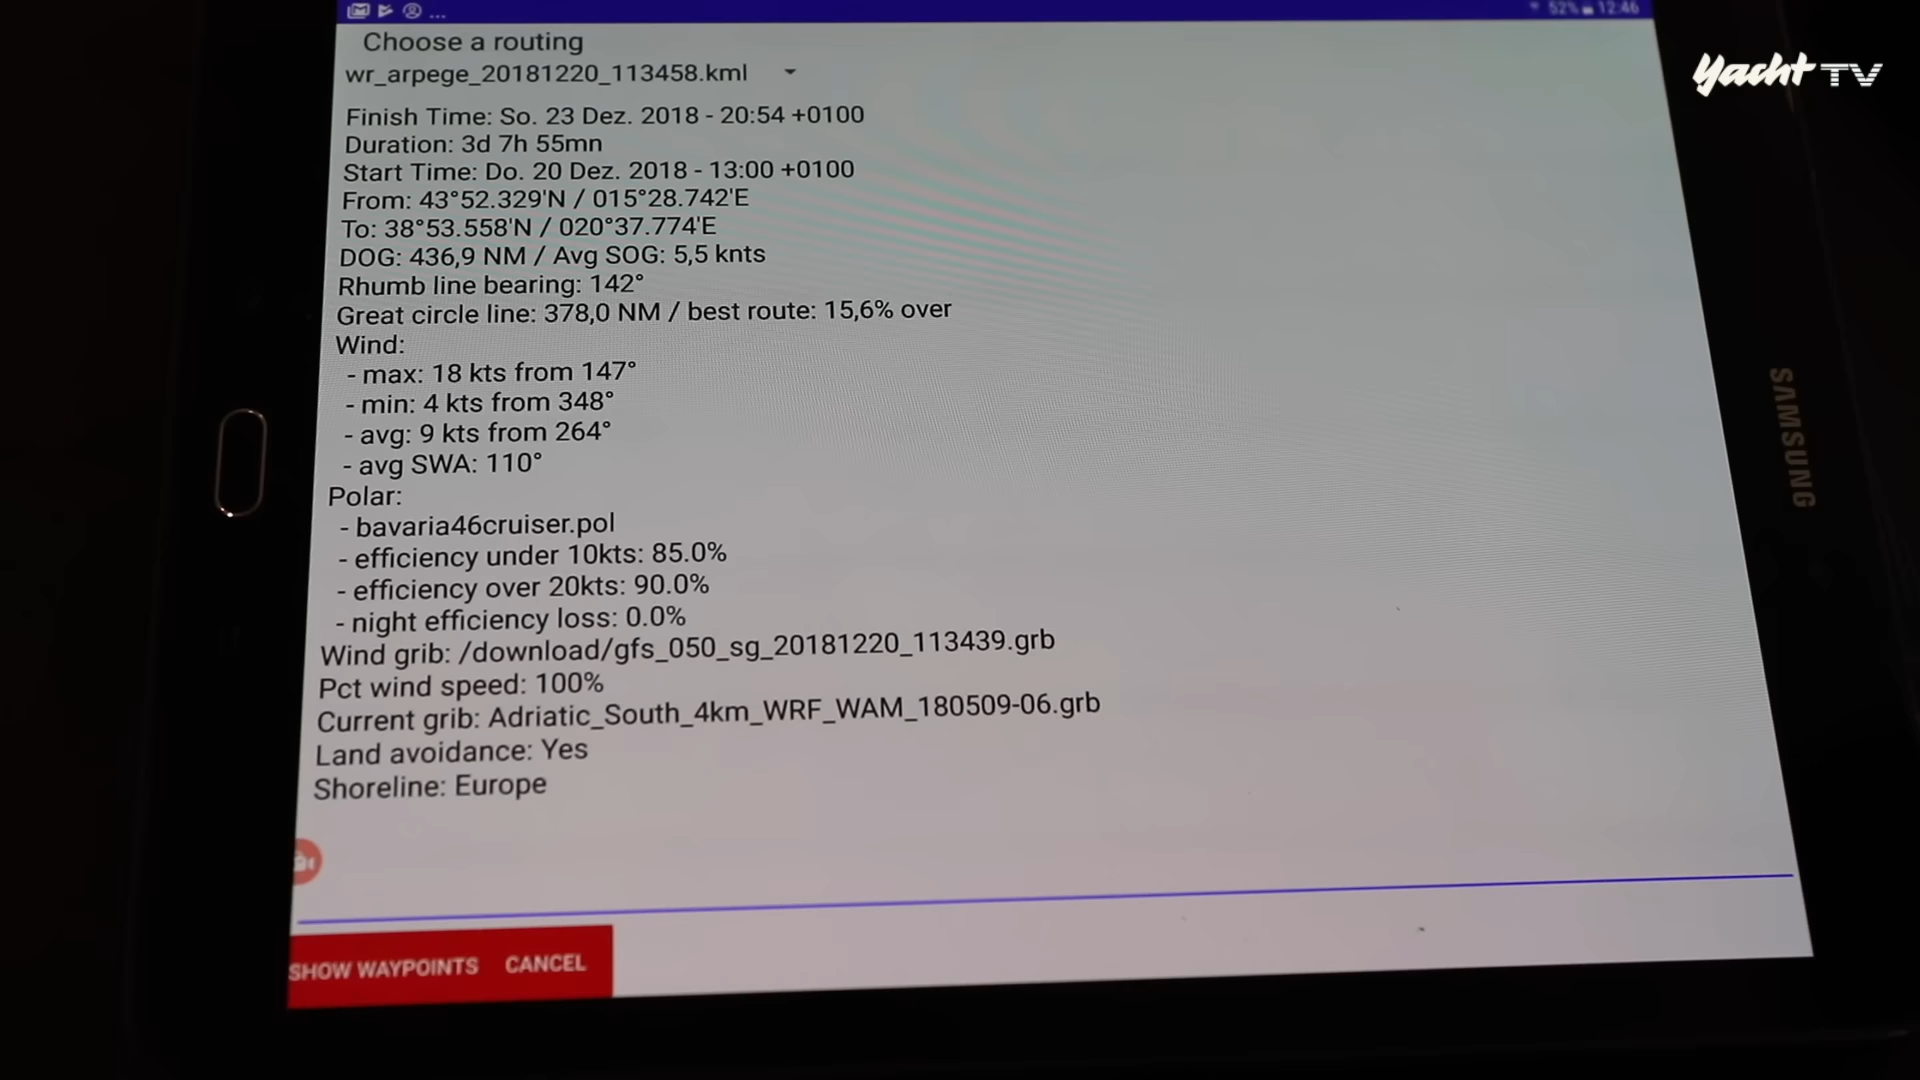 52% 12:46
Choose a routing
wr_arpege_20181220_113458.kml
Finish Time: So. 23 Dez. 2018 - 20:54 +0100
Duration: 3d 7h 55mn
Start Time: Do. 20 Dez. 2018 - 13:00 +0100
From: 43°52.329'N / 015°28.742'E
To: 38°53.558'N / 020°37.774'E
DOG: 436,9 NM / Avg SOG: 5,5 knts
Rhumb line bearing: 142°
Great circle line: 378,0 NM / best route: 15,6% over
Wind:
- max: 18 kts from 147°
- min: 4 kts from 348°
- avg: 9 kts from 264°
- avg SWA: 110°
Polar:
- bavaria46cruiser.pol
- efficiency under 10kts: 85.0%
- efficiency over 20kts: 90.0%
- night efficiency loss: 0.0%
Wind grib: /download/gfs_050_sg_20181220_113439.grb
Pct wind speed: 100%
Current grib: Adriatic_South_4km_WRF_WAM_180509-06.grb
Land avoidance: Yes
Shoreline: Europe
SHOW WAYPOINTS CANCEL
SAMSUNG
Yacht TV